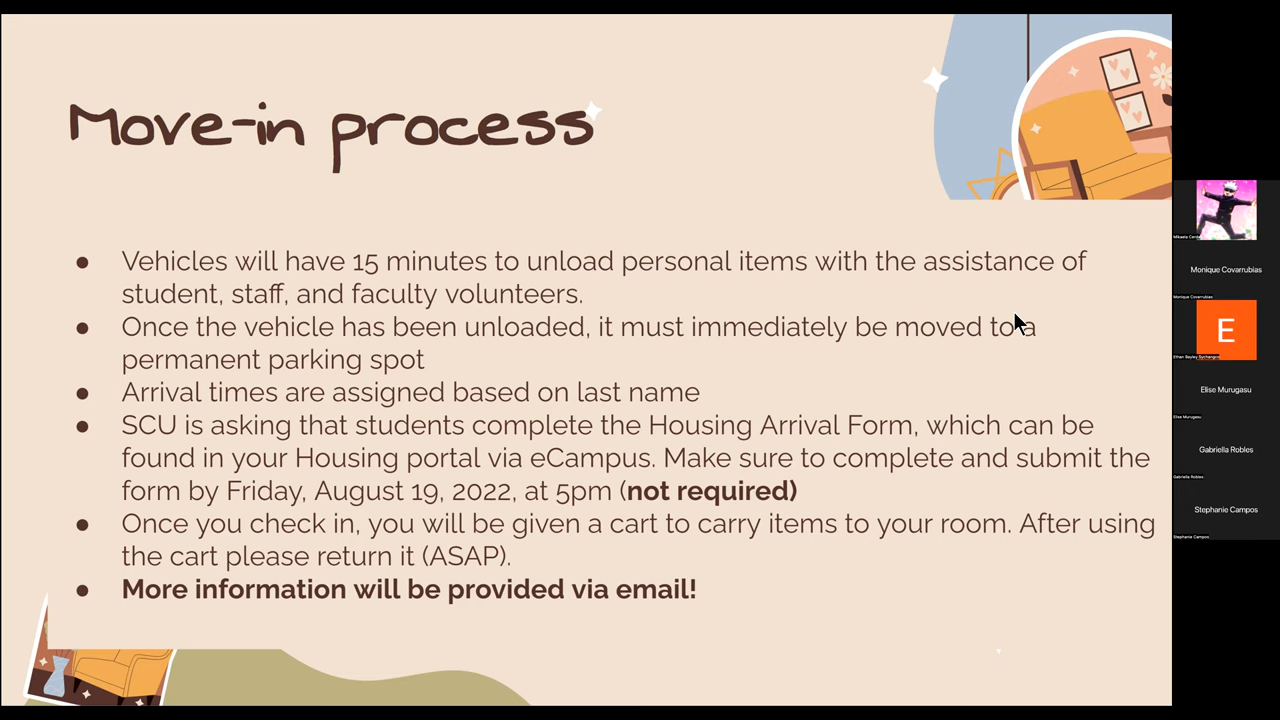 Move-in process
● Vehicles will have 15 minutes to unload personal items with the assistance of
student, staff, and faculty volunteers.
● Once the vehicle has been unloaded, it must immediately be moved to a
permanent parking spot
● Arrival times are assigned based on last name
● SCU is asking that students complete the Housing Arrival Form, which can be
found in your Housing portal via eCampus. Make sure to complete and submit the
form by Friday, August 19, 2022, at 5pm (not required)
● Once you check in, you will be given a cart to carry items to your room. After using
the cart please return it (ASAP).
● More information will be provided via email!
Mikaela
Monique Covarrubias
Monique Covarrubias
E
Ethan Bayley
Elise Murugasu
Elise Murugasu
Gabriella Robles
Gabriella Robles
Stephanie Campos
Stephanie Campos